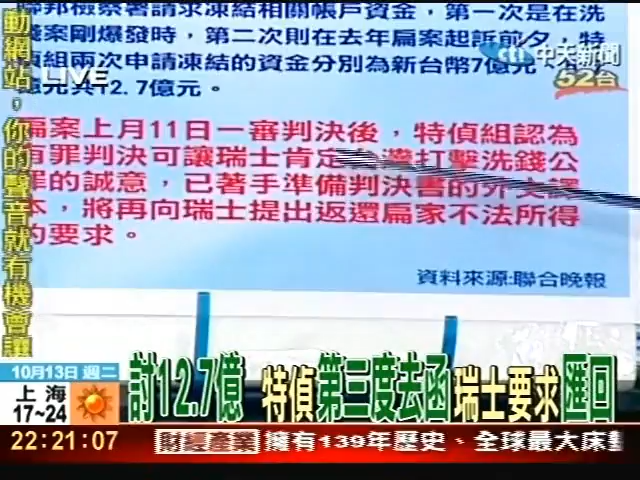 動網站，你的聲音就有機會讓
聯邦檢察署請求凍結相關帳戶資金，第一次是在洗
錢案剛爆發時，第二次則在去年扁案起訴前夕，特
偵組兩次申請凍結的資金分別為新台幣7億元、
億元共12.7億元。
LIVE
中天新聞
52台
扁案上月11日一審判決後，特偵組認為
有罪判決可讓瑞士肯定台灣打擊洗錢公
罪的誠意，已著手準備判決書的外文譯
本，將再向瑞士提出返還扁家不法所得
的要求。
資料來源:聯合晚報
10月13日 週二
上海
17~24
討12.7億 特偵第三度去函瑞士要求匯回
22:21:07
財經產業 擁有139年歷史、全球最大床墊